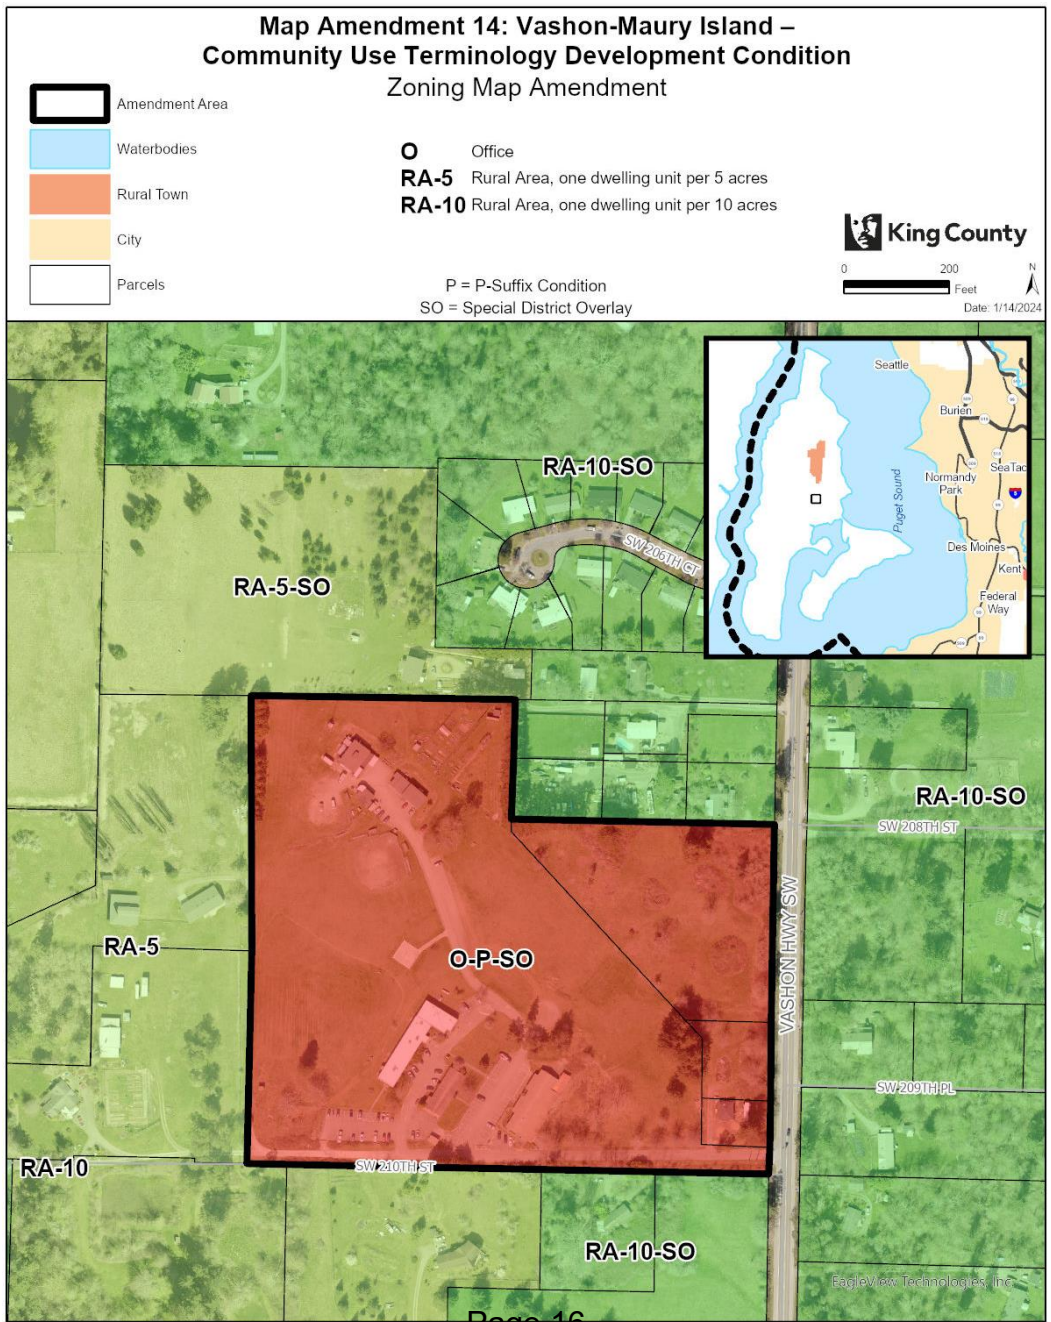 Map Amendment 14: Vashon-Maury Island –
Community Use Terminology Development Condition
Zoning Map Amendment
Amendment Area
Waterbodies
Rural Town
City
Parcels
O Office
RA-5 Rural Area, one dwelling unit per 5 acres
RA-10 Rural Area, one dwelling unit per 10 acres
P = P-Suffix Condition
SO = Special District Overlay
King County
0 200
Feet
N
Date: 1/14/2024
Seattle
Burien
SeaTac
Normandy
Park
Puget Sound
Des Moines
Kent
Federal
Way
RA-10-SO
SW 206TH CT
RA-5-SO
RA-10-SO
SW 208TH ST
VASHON HWY SW
RA-5
O-P-SO
SW 209TH PL
RA-10
SW 210TH ST
RA-10-SO
EagleView Technologies, Inc.
Page 16